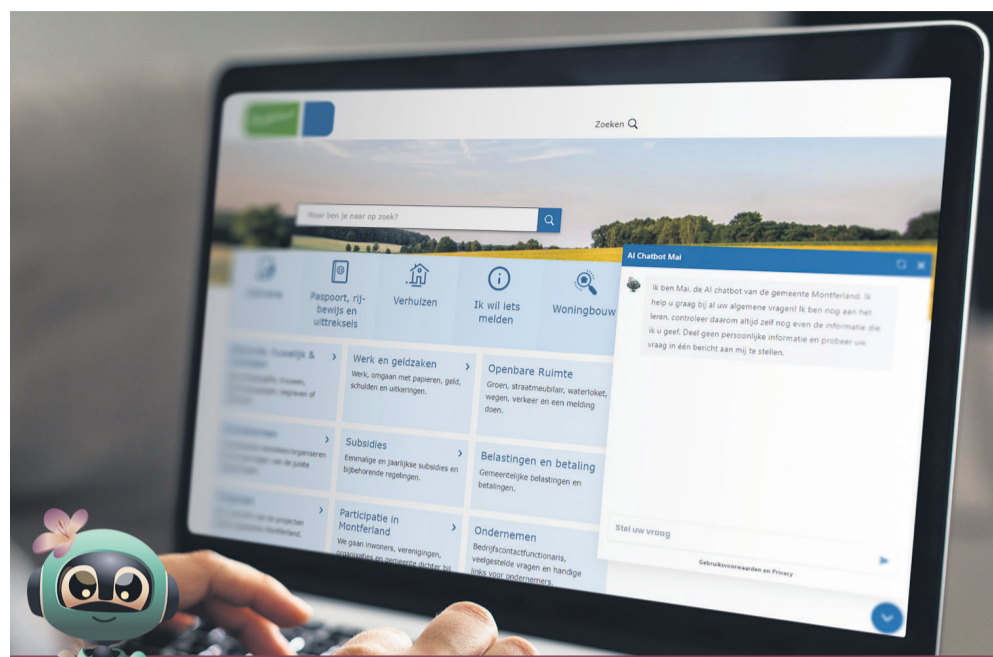 Zoeken
Waar ben je naar op zoek?
Paspoort, rij-
bewijs en
uittreksels
Verhuizen
Ik wil iets
melden
Woningbouw
AI Chatbot Mai
Ik ben Mai, de AI chatbot van de gemeente Montferland. Ik
help u graag bij al uw algemene vragen! Ik ben nog aan het
leren, controleer daarom altijd zelf nog even de informatie die
ik u geef. Deel geen persoonlijke informatie en probeer uw
vraag in één bericht aan mij te stellen.
Werk en geldzaken
Werk, omgaan met papieren, geld,
schulden en uitkeringen.
Openbare Ruimte
Groen, straatmeubilair, waterloket,
wegen, verkeer en een melding
doen.
Subsidies
Eenmalige en jaarlijkse subsidies en
bijbehorende regelingen.
Belastingen en betaling
Gemeentelijke belastingen en
betalingen.
Participatie in
Montferland
We gaan inwoners, verenigingen,
organisaties en gemeente dichter bij
Ondernemen
Bedrijfscontactfunctionaris,
veelgestelde vragen en handige
links voor ondernemers.
Stel uw vraag
Gebruiksvoorwaarden en Privacy